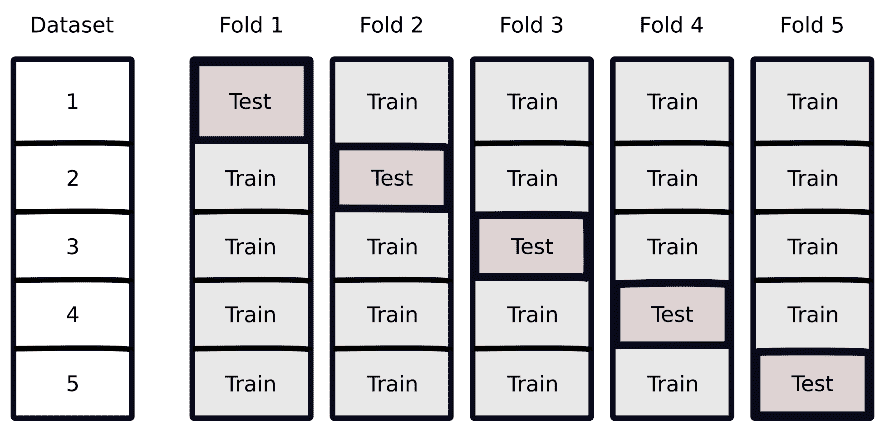 Dataset Fold 1 Fold 2 Fold 3 Fold 4 Fold 5
1 Test Train Train Train Train
2 Train Test Train Train Train
3 Train Train Test Train Train
4 Train Train Train Test Train
5 Train Train Train Train Test